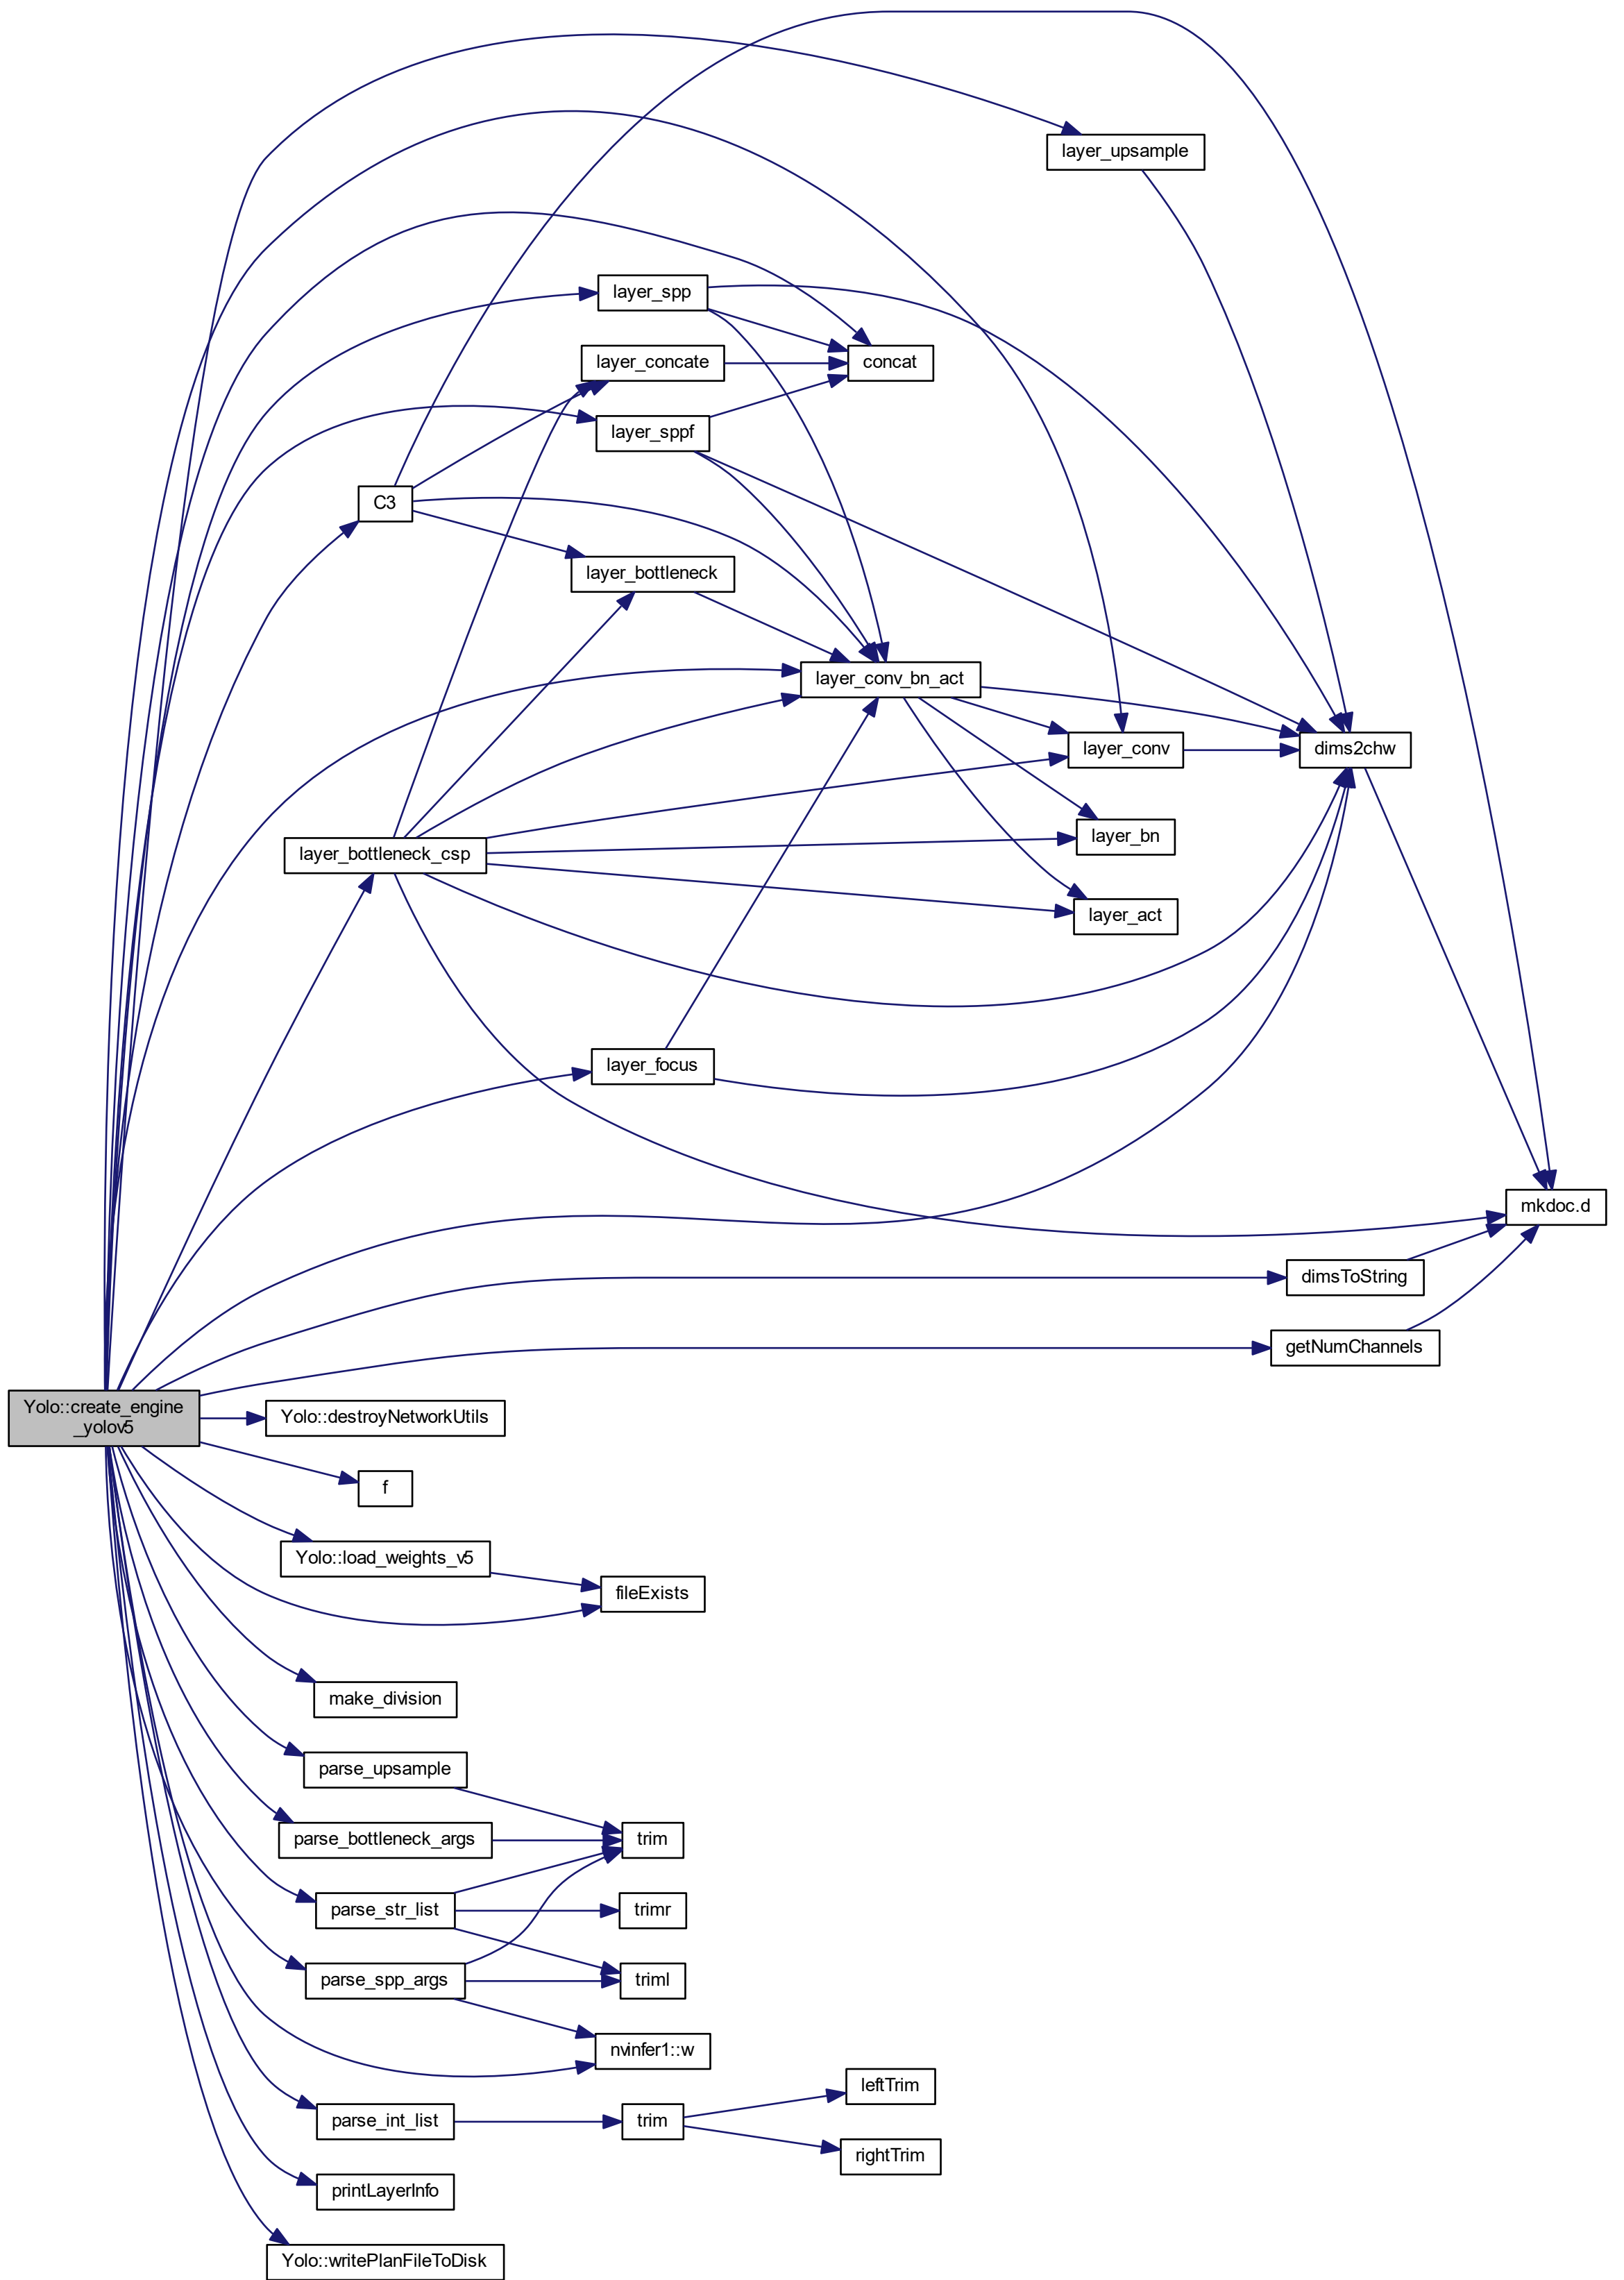 layer_upsample
layer_spp
layer_concate
concat
layer_sppf
C3
layer_bottleneck
layer_conv_bn_act
layer_conv
dims2chw
layer_bn
layer_bottleneck_csp
layer_act
layer_focus
mkdoc.d
dimsToString
getNumChannels
Yolo::create_engine
_yolov5
Yolo::destroyNetworkUtils
f
Yolo::load_weights_v5
fileExists
make_division
parse_upsample
parse_bottleneck_args
trim
parse_str_list
trimr
parse_spp_args
triml
nvinfer1::w
leftTrim
parse_int_list
trim
rightTrim
printLayerInfo
Yolo::writePlanFileToDisk